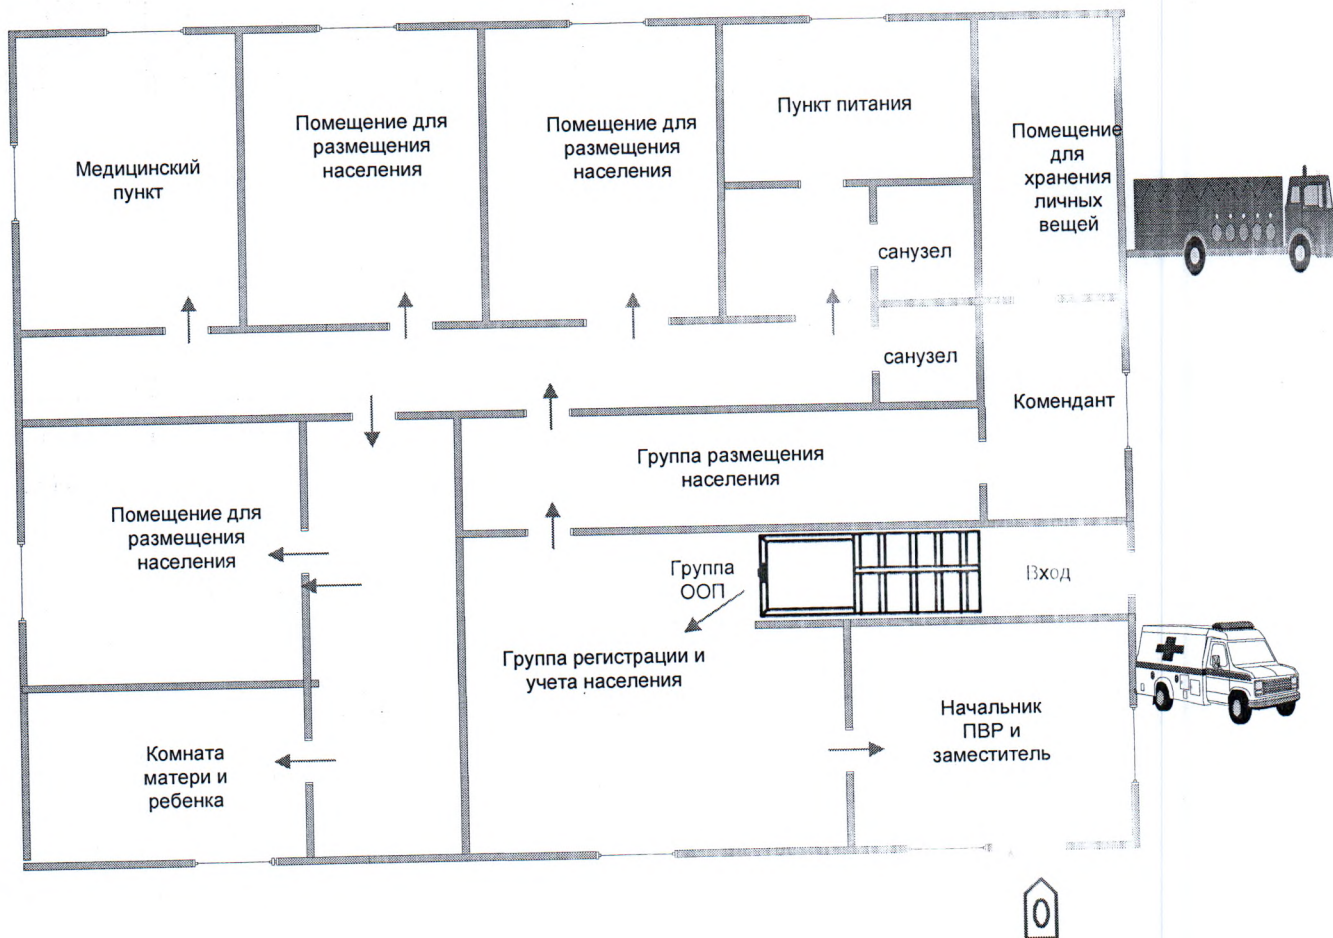 Медицинский
пункт
Помещение для
размещения
населения
Помещение для
размещения
населения
Пункт питания
Помещение
для
хранения
личных
вещей
санузел
санузел
Комендант
Группа размещения
населения
Помещение для
размещения
населения
Группа
ООП
Вход
Группа регистрации и
учета населения
Комната
матери и
ребенка
Начальник
ПВР и
заместитель
0